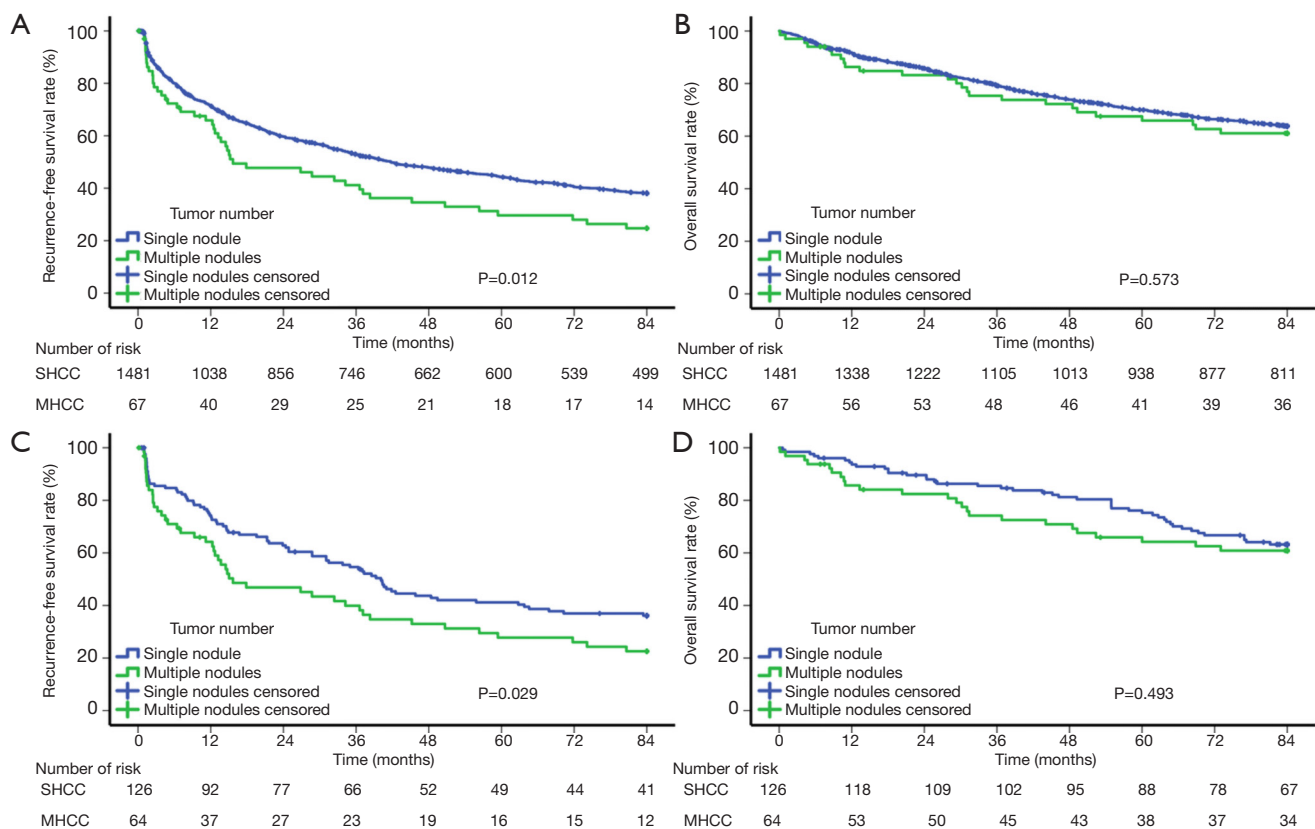 A
Recurrence-free survival rate (%)
100
80
60
40
20
0
Tumor number
Single nodule
Multiple nodules
Single nodules censored
Multiple nodules censored
P=0.012
0 12 24 36 48 60 72 84
Time (months)
Number of risk
SHCC 1481 1038 856 746 662 600 539 499
MHCC 67 40 29 25 21 18 17 14
B
Overall survival rate (%)
100
80
60
40
20
0
Tumor number
Single nodule
Multiple nodules
Single nodules censored
Multiple nodules censored
P=0.573
0 12 24 36 48 60 72 84
Time (months)
Number of risk
SHCC 1481 1338 1222 1105 1013 938 877 811
MHCC 67 56 53 48 46 41 39 36
C
Recurrence-free survival rate (%)
100
80
60
40
20
0
Tumor number
Single nodule
Multiple nodules
Single nodules censored
Multiple nodules censored
P=0.029
0 12 24 36 48 60 72 84
Time (months)
Number of risk
SHCC 126 92 77 66 52 49 44 41
MHCC 64 37 27 23 19 16 15 12
D
Overall survival rate (%)
100
80
60
40
20
0
Tumor number
Single nodule
Multiple nodules
Single nodules censored
Multiple nodules censored
P=0.493
0 12 24 36 48 60 72 84
Time (months)
Number of risk
SHCC 126 118 109 102 95 88 78 67
MHCC 64 53 50 45 43 38 37 34